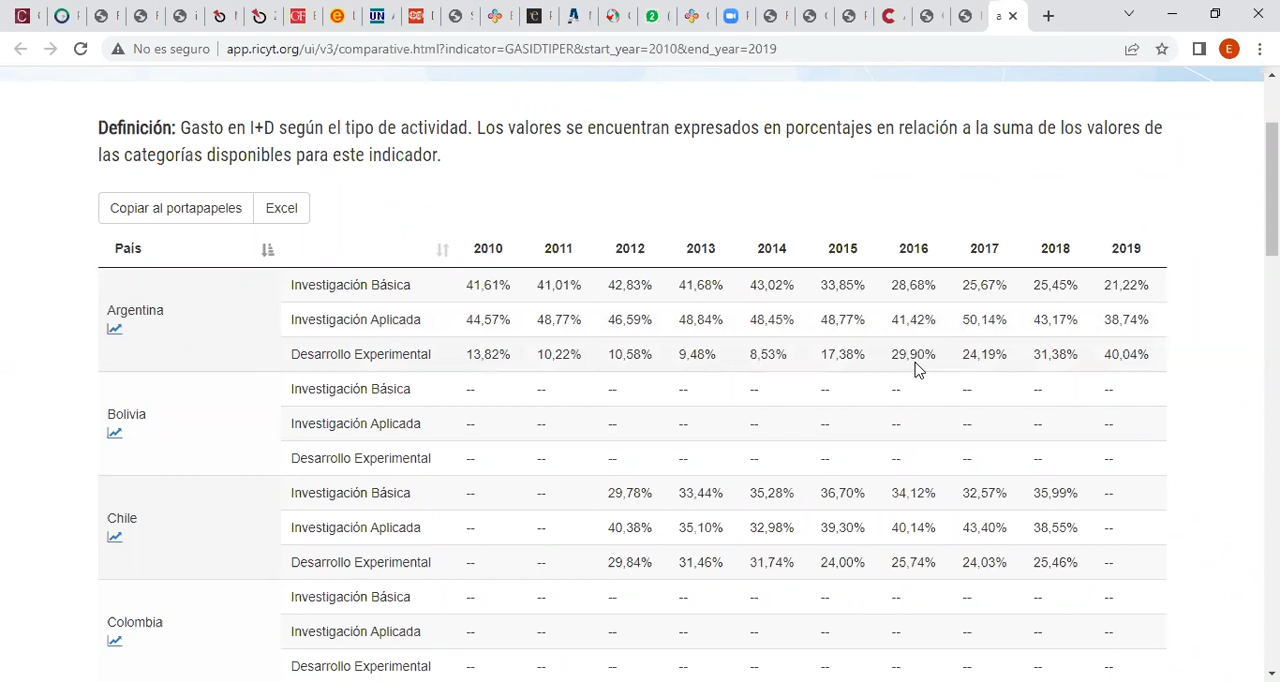 No es seguro app.ricyt.org/ui/v3/comparative.html?indicator=GASIDTIPER&start_year=2010&end_year=2019
E
Definición: Gasto en I+D según el tipo de actividad. Los valores se encuentran expresados en porcentajes en relación a la suma de los valores de
las categorías disponibles para este indicador.
Copiar al portapapeles Excel
País 2010 2011 2012 2013 2014 2015 2016 2017 2018 2019
Argentina
Investigación Básica 41,61% 41,01% 42,83% 41,68% 43,02% 33,85% 28,68% 25,67% 25,45% 21,22%
Investigación Aplicada 44,57% 48,77% 46,59% 48,84% 48,45% 48,77% 41,42% 50,14% 43,17% 38,74%
Desarrollo Experimental 13,82% 10,22% 10,58% 9,48% 8,53% 17,38% 29,90% 24,19% 31,38% 40,04%
Bolivia
Investigación Básica -- -- -- -- -- -- -- -- -- --
Investigación Aplicada -- -- -- -- -- -- -- -- -- --
Desarrollo Experimental -- -- -- -- -- -- -- -- -- --
Chile
Investigación Básica -- -- 29,78% 33,44% 35,28% 36,70% 34,12% 32,57% 35,99% --
Investigación Aplicada -- -- 40,38% 35,10% 32,98% 39,30% 40,14% 43,40% 38,55% --
Desarrollo Experimental -- -- 29,84% 31,46% 31,74% 24,00% 25,74% 24,03% 25,46% --
Colombia
Investigación Básica -- -- -- -- -- -- -- -- -- --
Investigación Aplicada -- -- -- -- -- -- -- -- -- --
Desarrollo Experimental -- -- -- -- -- -- -- -- -- --